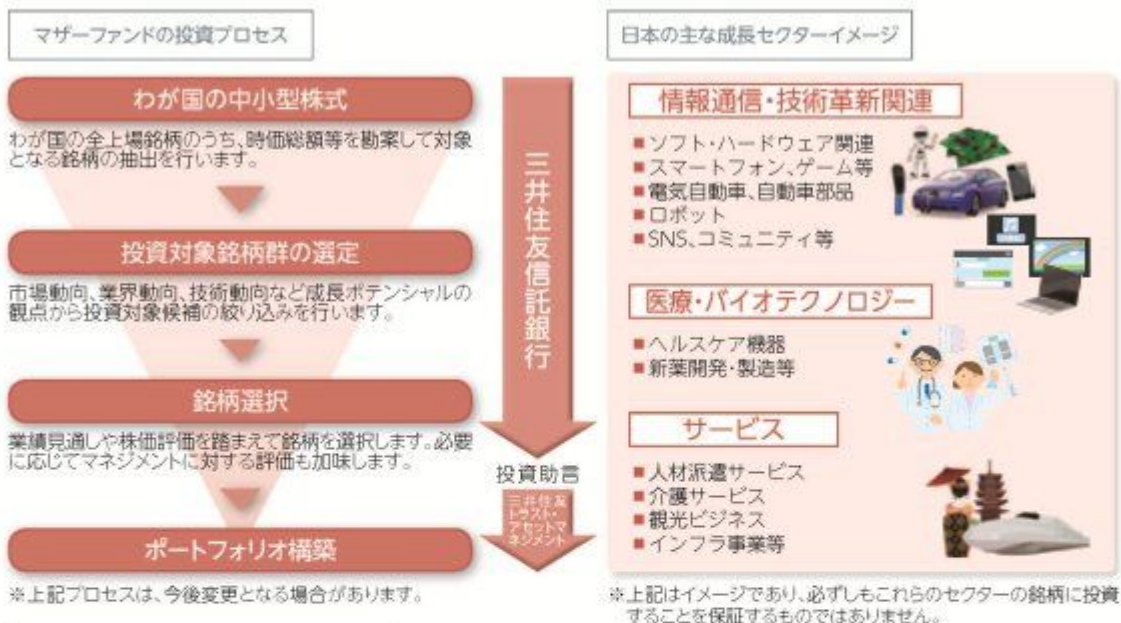 マザーファンドの投資プロセス
わが国の中小型株式
わが国の全上場銘柄のうち、時価総額等を勘案して対象
となる銘柄の抽出を行います。
投資対象銘柄群の選定
市場動向、業界動向、技術動向など成長ポテンシャルの
観点から投資対象候補の絞り込みを行います。
銘柄選択
業績見通しや株価評価を踏まえて銘柄を選択します。必要
に応じてマネジメントに対する評価も加味します。
ポートフォリオ構築
※上記プロセスは、今後変更となる場合があります。
三井住友信託銀行
投資助言
三井住友
トラスト・
アセットマ
ネジメント
日本の主な成長セクターイメージ
情報通信・技術革新関連
■ソフト・ハードウェア関連
■スマートフォン、ゲーム等
■電気自動車、自動車部品
■ロボット
■SNS、コミュニティ等
医療・バイオテクノロジー
■ヘルスケア機器
■新薬開発・製造等
サービス
■人材派遣サービス
■介護サービス
■観光ビジネス
■インフラ事業等
※上記はイメージであり、必ずしもこれらのセクターの銘柄に投資
することを保証するものではありません。